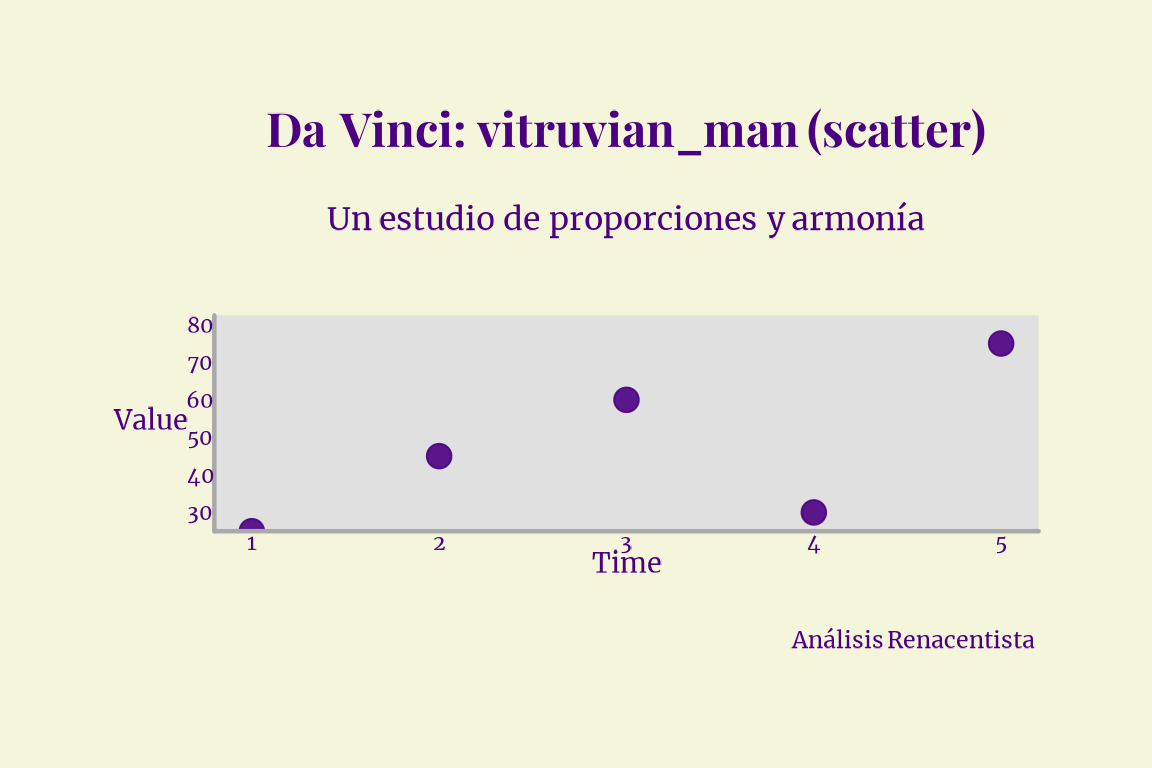 Da Vinci: vitruvian_man (scatter)
Un estudio de proporciones y armonía
80
70
60
Value
50
40
30
1 2 3 4 5
Time
Análisis Renacentista